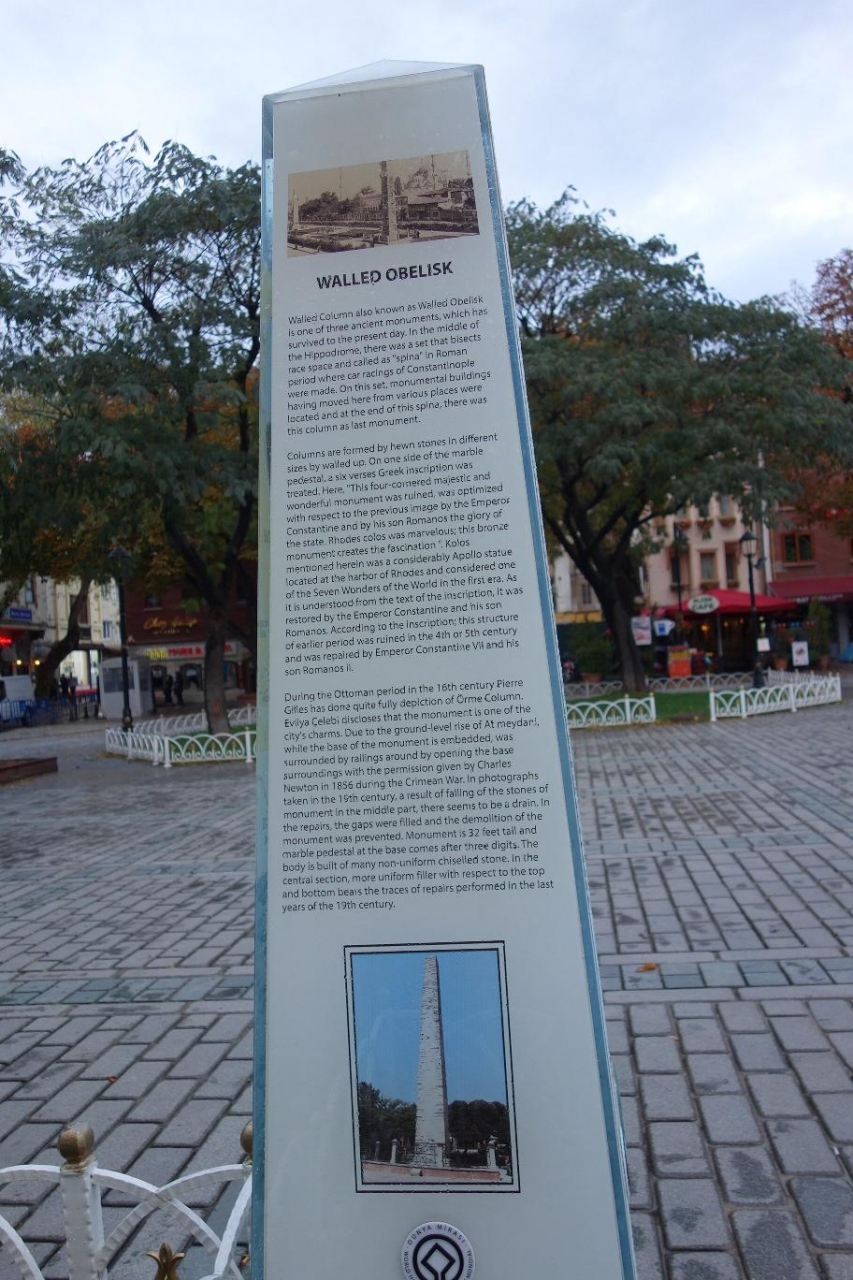 WALLED OBELISK
Walled Column also known as Walled Obelisk
is one of three ancient monuments, which has
survived to the present day. In the middle of
the Hippodrome, there was a set that bisects
race space and called as "spina" in Roman
period where car racings of Constantinople
were made. On this set, monumental buildings
having moved here from various places were
located and at the end of this spina, there was
this column as last monument.
Columns are formed by hewn stones in different
sizes by walled up. On one side of the marble
pedestal, a six verses Greek inscription was
treated. Here, "This four-cornered majestic and
wonderful monument was ruined, was optimized
with respect to the previous image by the Emperor
Constantine and by his son Romanos the glory of
the state. Rhodes colos was marvelous; this bronze
monument creates the fascination ". Kolos
mentioned herein was a considerably Apollo statue
located at the harbor of Rhodes and considered one
of the Seven Wonders of the World in the first era. As
it is understood from the text of the inscription, it was
restored by the Emperor Constantine and his son
Romanos. According to the inscription; this structure
of earlier period was ruined in the 4th or 5th century
and was repaired by Emperor Constantine VII and his
son Romanos ii.
During the Ottoman period in the 16th century Pierre
Gilles has done quite fully depiction of Örme Column.
Evilya Çelebi discloses that the monument is one of the
city's charms. Due to the ground-level rise of At meydanı,
while the base of the monument is embedded, was
surrounded by railings around by opening the base
surroundings with the permission given by Charles
Newton in 1856 during the Crimean War. In photographs
taken in the 19th century, a result of falling of the stones of
monument in the middle part, there seems to be a drain. In
the repairs, the gaps were filled and the demolition of the
monument was prevented. Monument is 32 feet tall and
marble pedestal at the base comes after three digits. The
body is built of many non-uniform chiselled stone. In the
central section, more uniform filler with respect to the top
and bottom bears the traces of repairs performed in the last
years of the 19th century.
DÜNYA MİRASI
CAFE